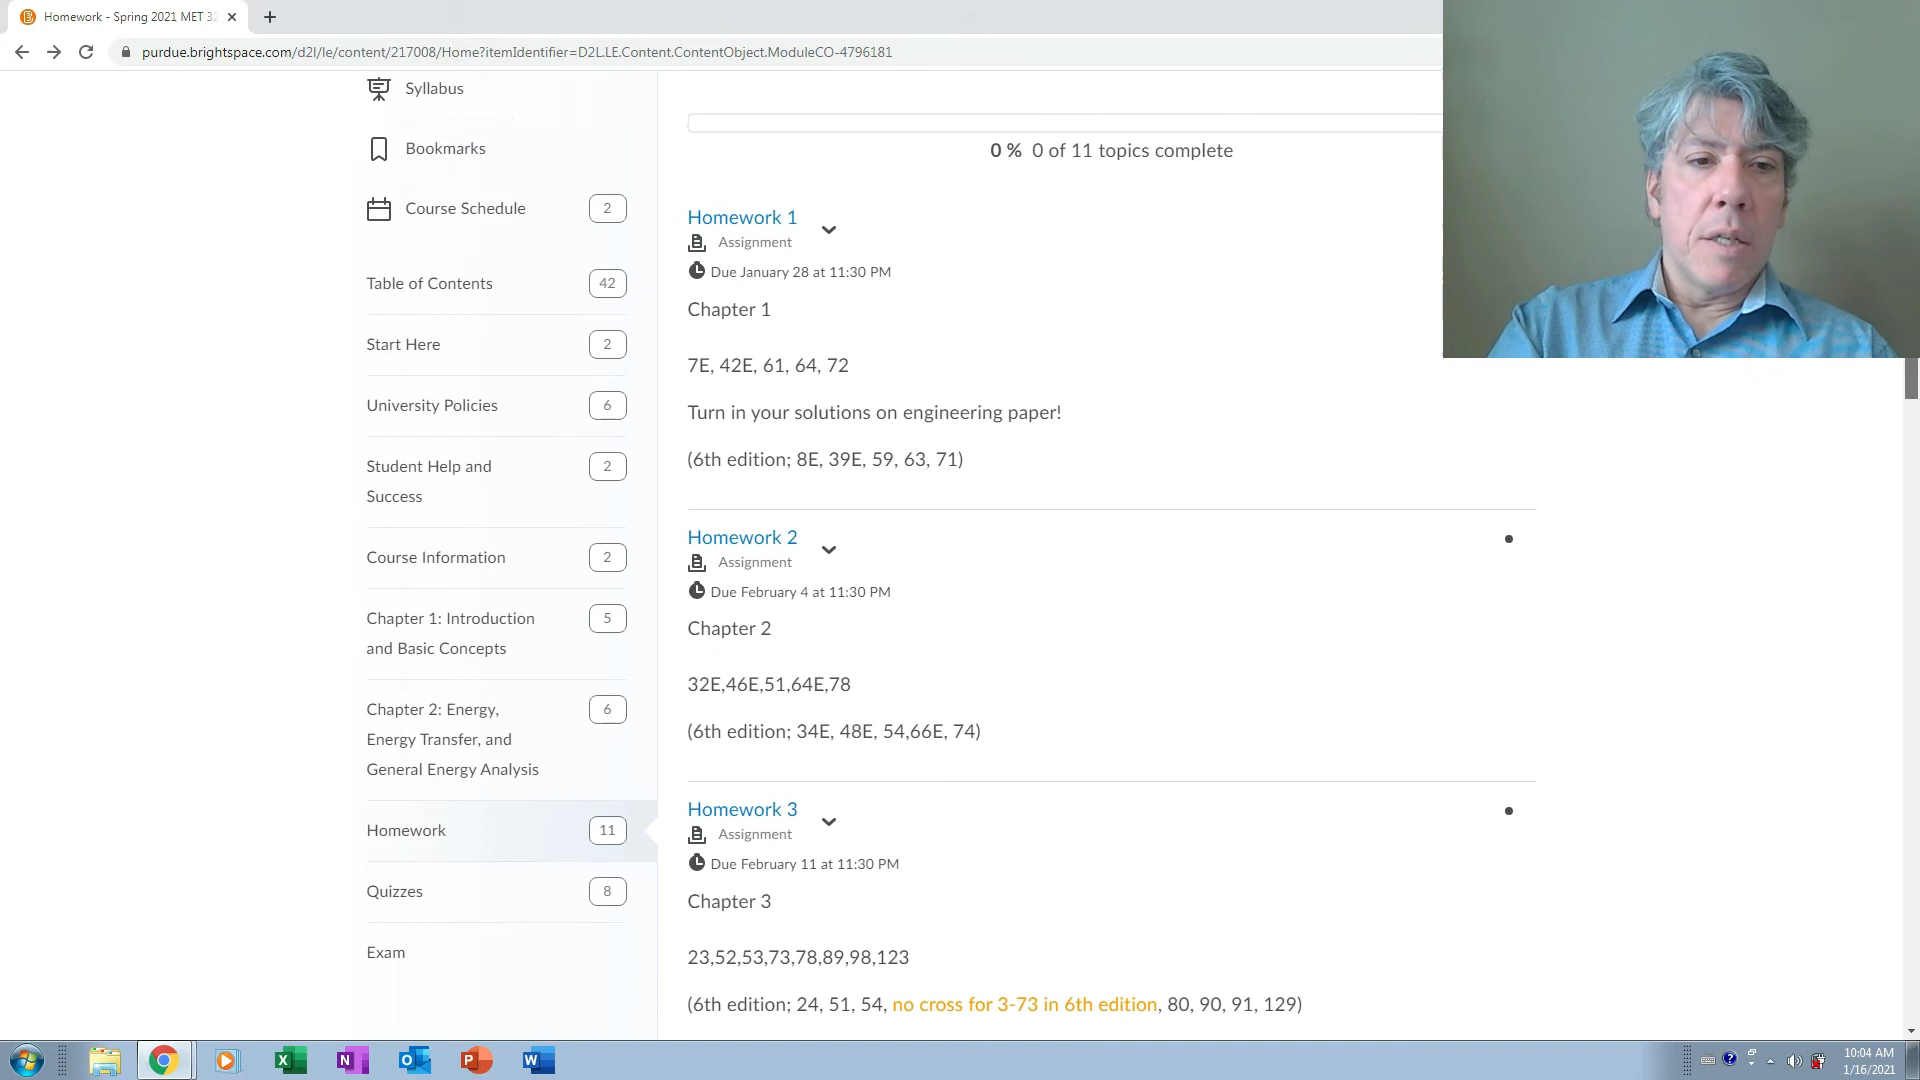 Homework - Spring 2021 MET 32
purdue.brightspace.com/d2l/le/content/217008/Home?itemIdentifier=D2L.LE.Content.ContentObject.ModuleCO-4796181
Syllabus
Bookmarks
Course Schedule 2
Table of Contents 42
Start Here 2
University Policies 6
Student Help and
Success
2
Course Information 2
Chapter 1: Introduction
and Basic Concepts
5
Chapter 2: Energy,
Energy Transfer, and
General Energy Analysis
6
Homework 11
Quizzes 8
Exam
0 % 0 of 11 topics complete
Homework 1
Assignment
Due January 28 at 11:30 PM
Chapter 1
7E, 42E, 61, 64, 72
Turn in your solutions on engineering paper!
(6th edition; 8E, 39E, 59, 63, 71)
Homework 2
Assignment
Due February 4 at 11:30 PM
Chapter 2
32E,46E,51,64E,78
(6th edition; 34E, 48E, 54,66E, 74)
Homework 3
Assignment
Due February 11 at 11:30 PM
Chapter 3
23,52,53,73,78,89,98,123
(6th edition; 24, 51, 54, no cross for 3-73 in 6th edition, 80, 90, 91, 129)
10:04 AM
1/16/2021